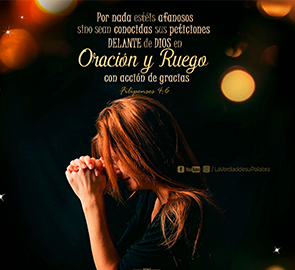 Por nada estéis afanosos
sino sean conocidas sus peticiones
DELANTE de DIOS en
Oración y Ruego
con acción de gracias
Filipenses 4:6
f YouTube / LaVerdaddesuPalabra